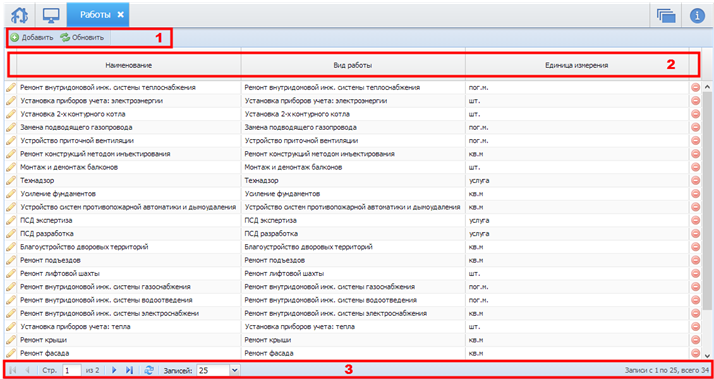 Работы
Добавить Обновить 1
Наименование Вид работы Единица измерения 2
Ремонт внутридомовой инж. системы теплоснабжения Ремонт внутридомовой инж. системы теплоснабжения пог.м.
Установка приборов учета: электроэнергии Установка приборов учета: электроэнергии шт.
Установка 2-х контурного котла Установка 2-х контурного котла шт.
Замена подводящего газопровода Замена подводящего газопровода пог.м.
Устройство приточной вентиляции Устройство приточной вентиляции пог.м.
Ремонт конструкций методом инъектирования Ремонт конструкций методом инъектирования кв.м
Монтаж и демонтаж балконов Монтаж и демонтаж балконов шт.
Технадзор Технадзор услуга
Усиление фундаментов Усиление фундаментов кв.м
Устройство систем противопожарной автоматики и дымоудаления Устройство систем противопожарной автоматики и дымоудаления кв.м
ПСД экспертиза ПСД экспертиза услуга
ПСД разработка ПСД разработка услуга
Благоустройство дворовых территорий Благоустройство дворовых территорий кв.м
Ремонт подъездов Ремонт подъездов кв.м
Ремонт лифтовой шахты Ремонт лифтовой шахты шт.
Ремонт внутридомовой инж. системы газоснабжения Ремонт внутридомовой инж. системы газоснабжения пог.м.
Ремонт внутридомовой инж. системы водоотведения Ремонт внутридомовой инж. системы водоотведения пог.м.
Ремонт внутридомовой инж. системы электроснабжени Ремонт внутридомовой инж. системы электроснабжения кв.м
Установка приборов учета: тепла Установка приборов учета: тепла шт.
Ремонт крыши Ремонт крыши кв.м
Ремонт фасада Ремонт фасада кв.м
Стр. 1 из 2 Записей: 25 3 Записи с 1 по 25, всего 34